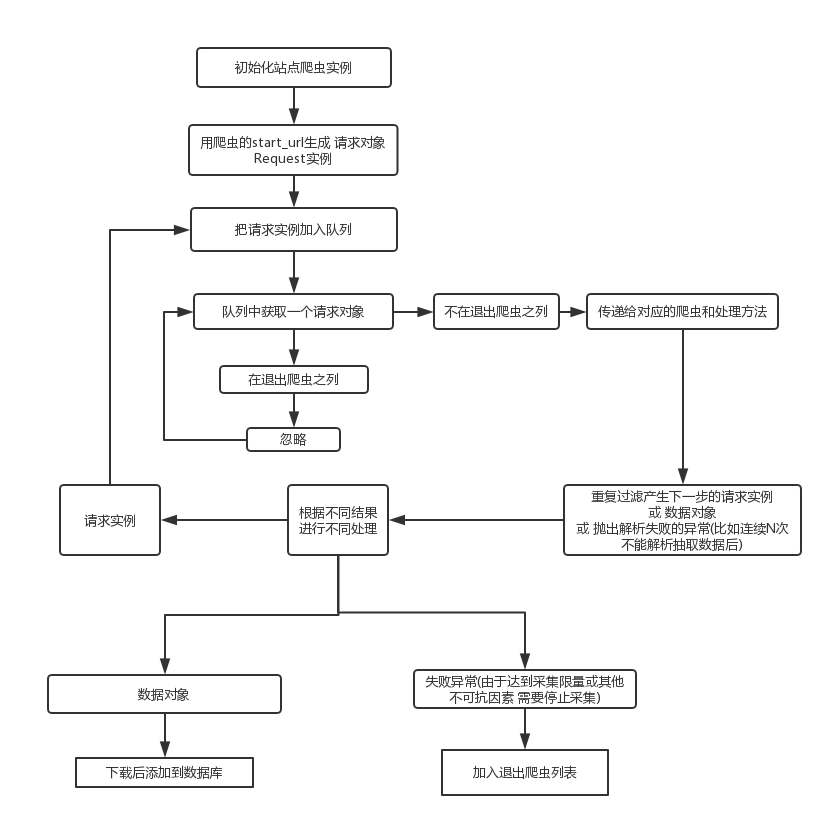 初始化站点爬虫实例
用爬虫的start_url生成 请求对象
Request实例
把请求实例加入队列
队列中获取一个请求对象
不在退出爬虫之列
传递给对应的爬虫和处理方法
在退出爬虫之列
忽略
请求实例
根据不同结果
进行不同处理
重复过滤产生下一步的请求实例
或 数据对象
或 抛出解析失败的异常(比如连续N次
不能解析抽取数据后)
数据对象
失败异常(由于达到采集限量或其他
不可抗因素 需要停止采集)
下载后添加到数据库
加入退出爬虫列表